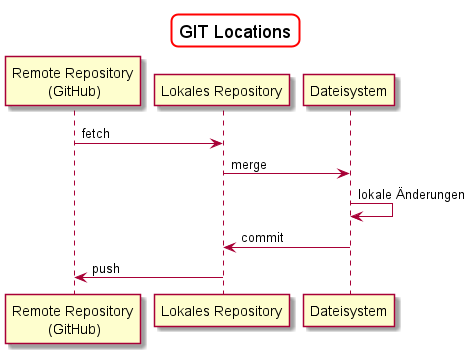 GIT Locations
Remote Repository
(GitHub)
Lokales Repository
Dateisystem
fetch
merge
lokale Änderungen
commit
push
Remote Repository
(GitHub)
Lokales Repository
Dateisystem